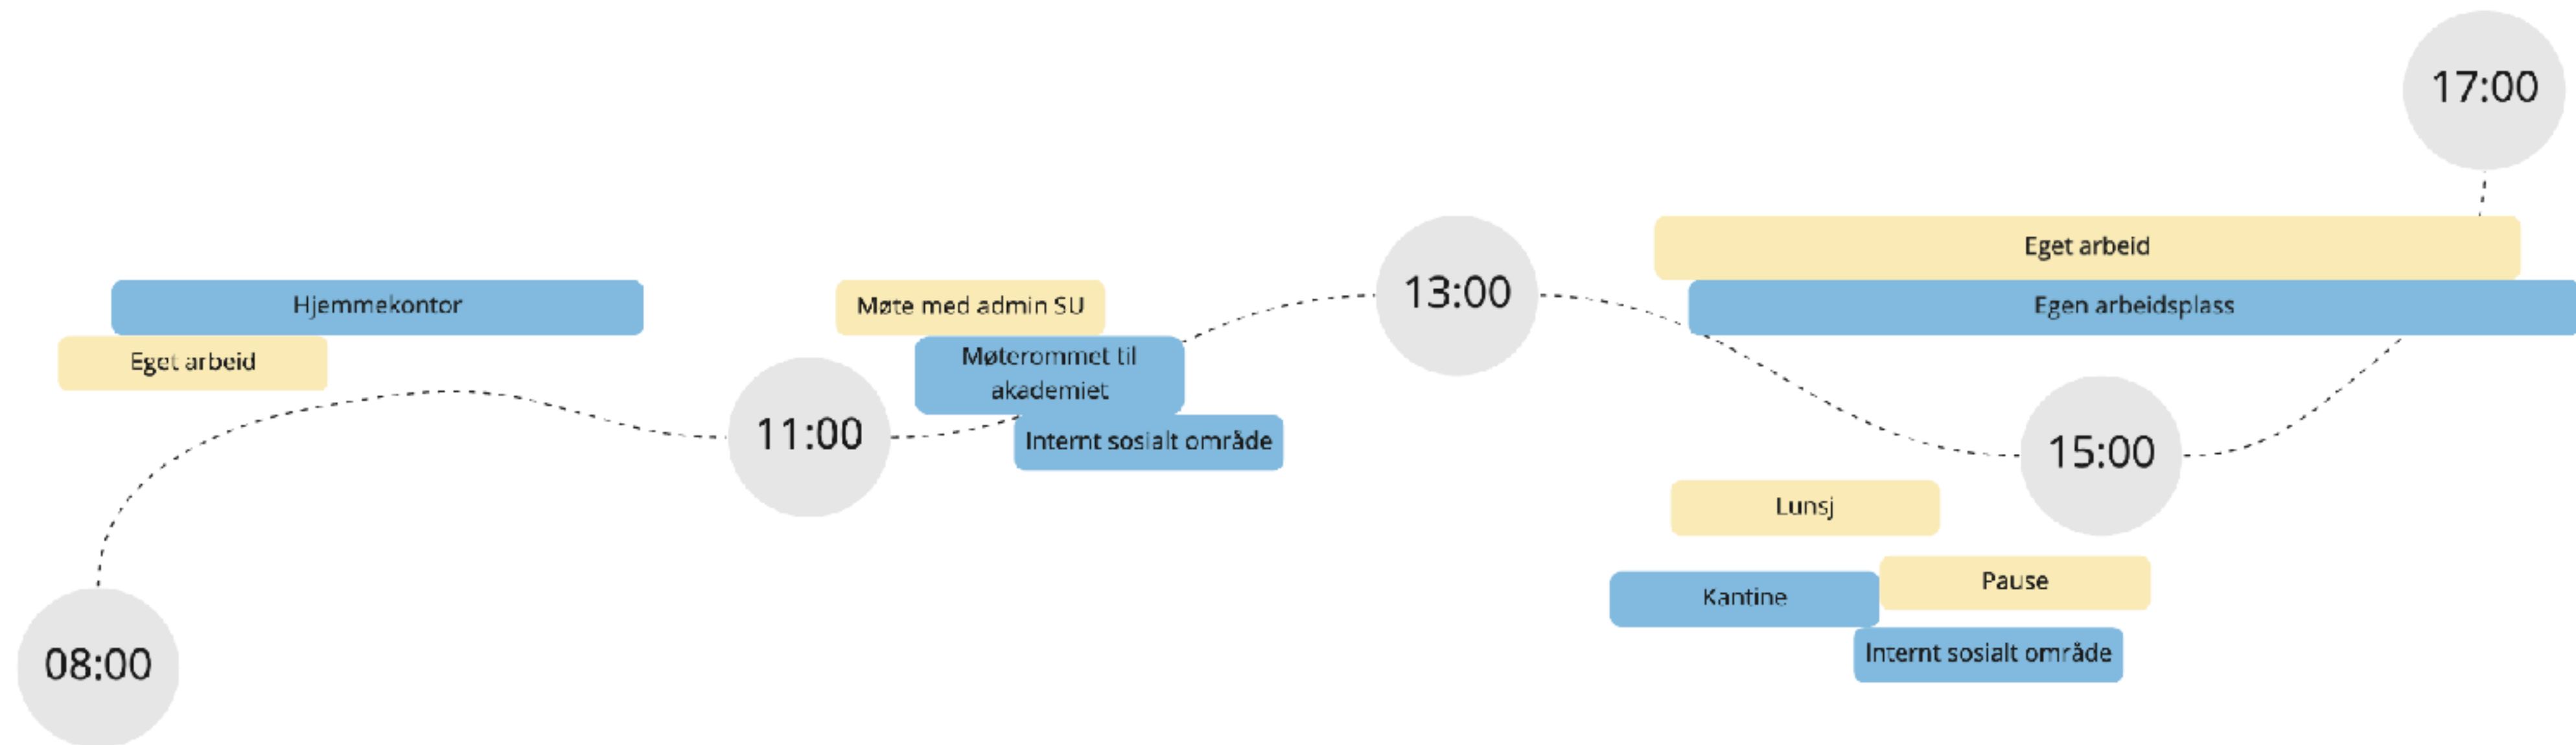 17:00
Eget arbeid
Hjemmekontor
Møte med admin SU
13:00
Egen arbeidsplass
Eget arbeid
Møterommet til
akademiet
11:00
Internt sosialt område
15:00
Lunsj
Pause
Kantine
Internt sosialt område
08:00